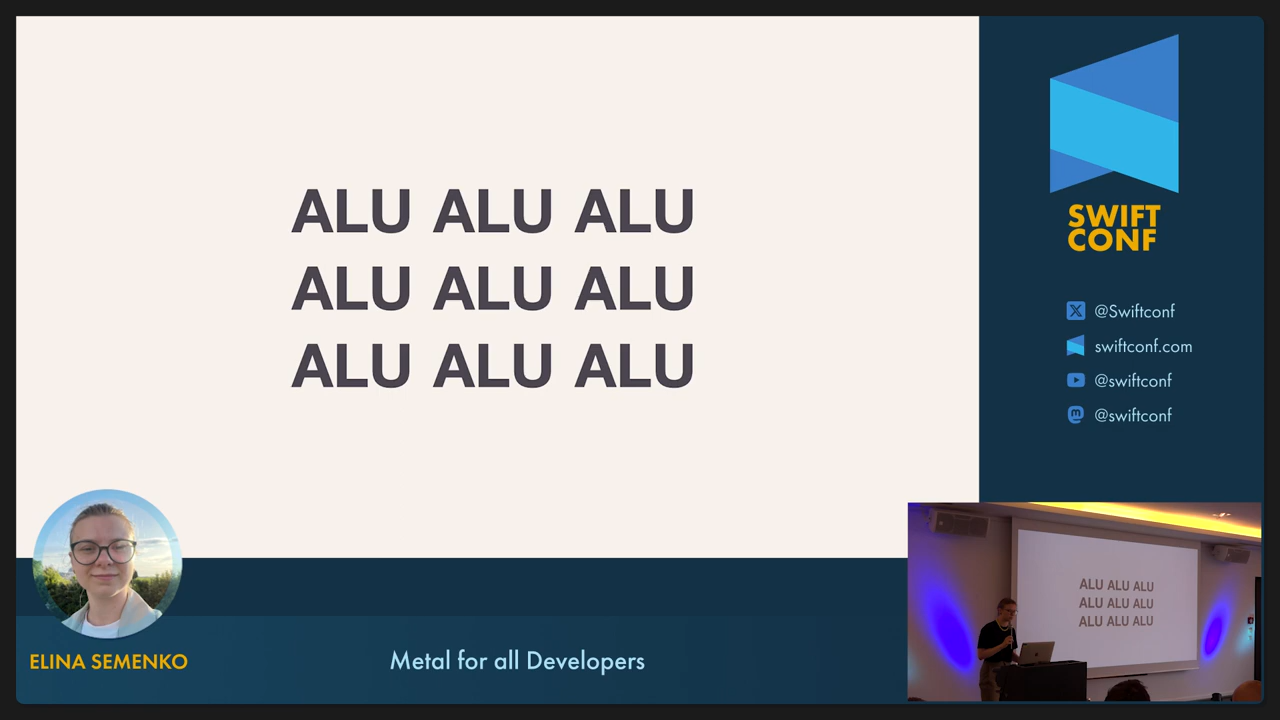 ALU ALU ALU
ALU ALU ALU
ALU ALU ALU
SWIFT
CONF
@Swiftconf
swiftconf.com
@swiftconf
@swiftconf
ELINA SEMENKO
Metal for all Developers
ALU ALU ALU
ALU ALU ALU
ALU ALU ALU